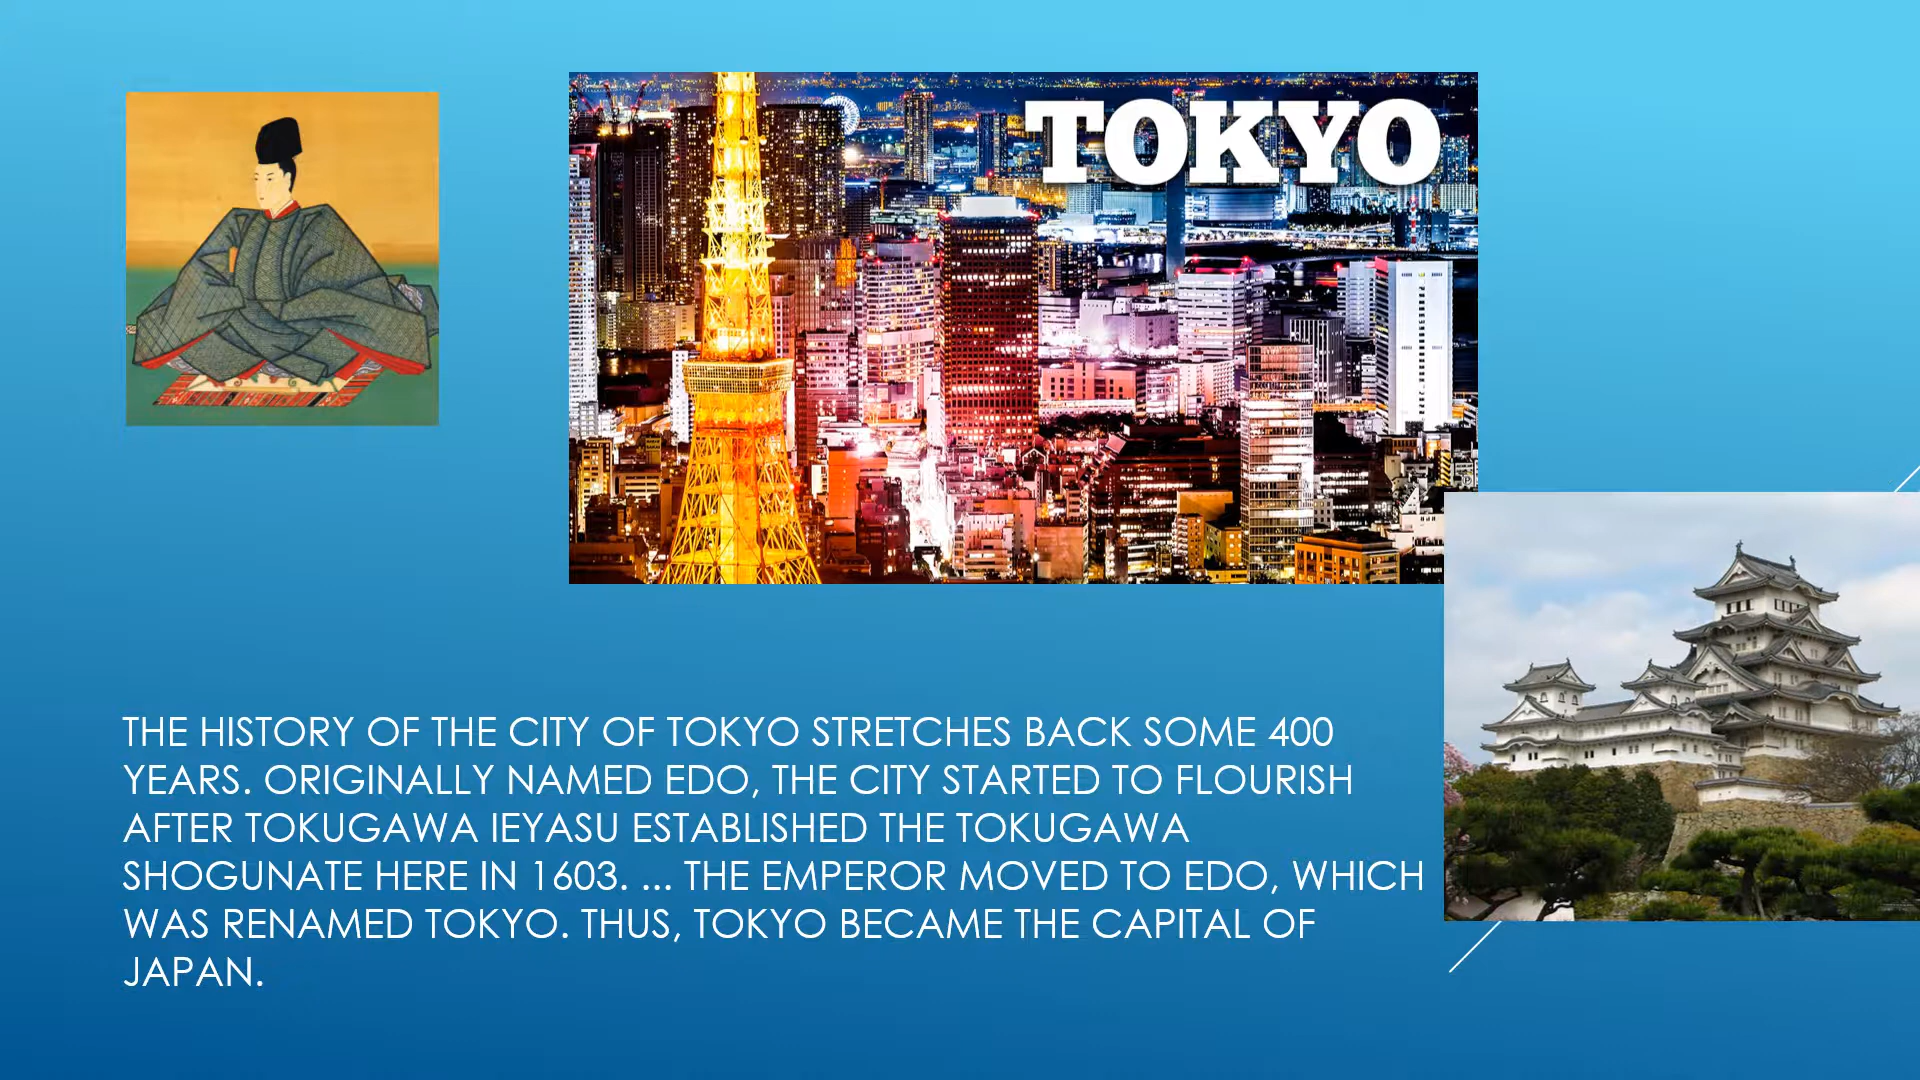 TOKYO
THE HISTORY OF THE CITY OF TOKYO STRETCHES BACK SOME 400
YEARS. ORIGINALLY NAMED EDO, THE CITY STARTED TO FLOURISH
AFTER TOKUGAWA IEYASU ESTABLISHED THE TOKUGAWA
SHOGUNATE HERE IN 1603. ... THE EMPEROR MOVED TO EDO, WHICH
WAS RENAMED TOKYO. THUS, TOKYO BECAME THE CAPITAL OF
JAPAN.